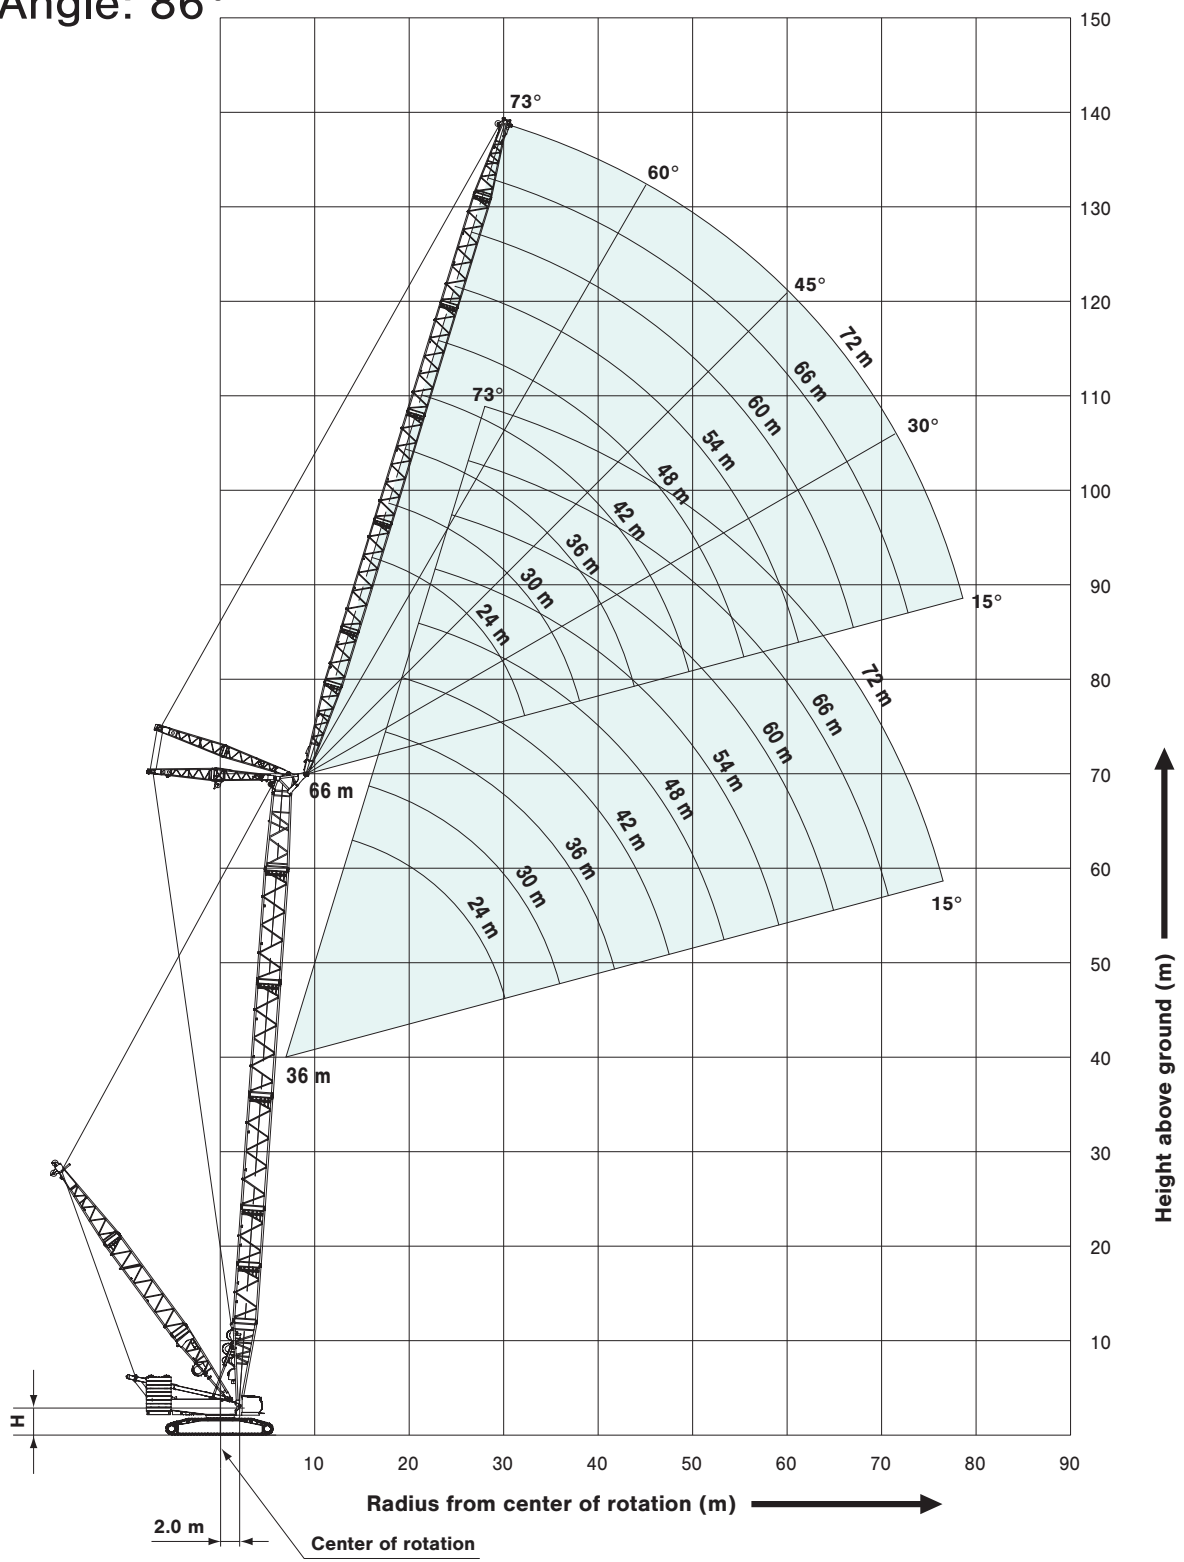 Angle: 86°
150
73°
140
60°
130
45°
120
72 m
66 m
73°
60 m
110
30°
54 m
48 m
100
42 m
36 m
30 m
90
15°
24 m
72 m
80
66 m
60 m
54 m
70
66 m
48 m
42 m
36 m
60
30 m
15°
24 m
50
40
36 m
30
20
10
Height above ground (m)
H
10 20 30 40 50 60 70 80 90
Radius from center of rotation (m)
2.0 m
Center of rotation